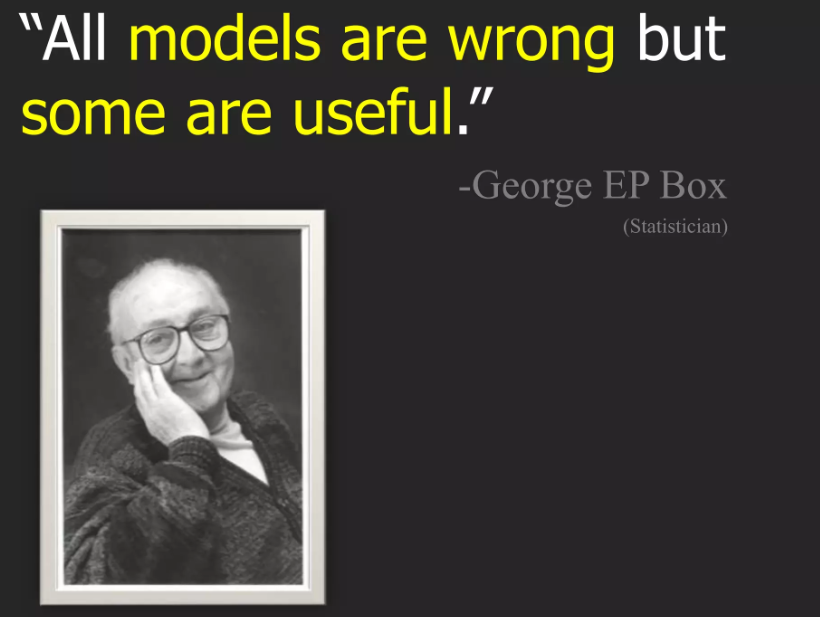 “All models are wrong but
some are useful.”
-George EP Box
(Statistician)